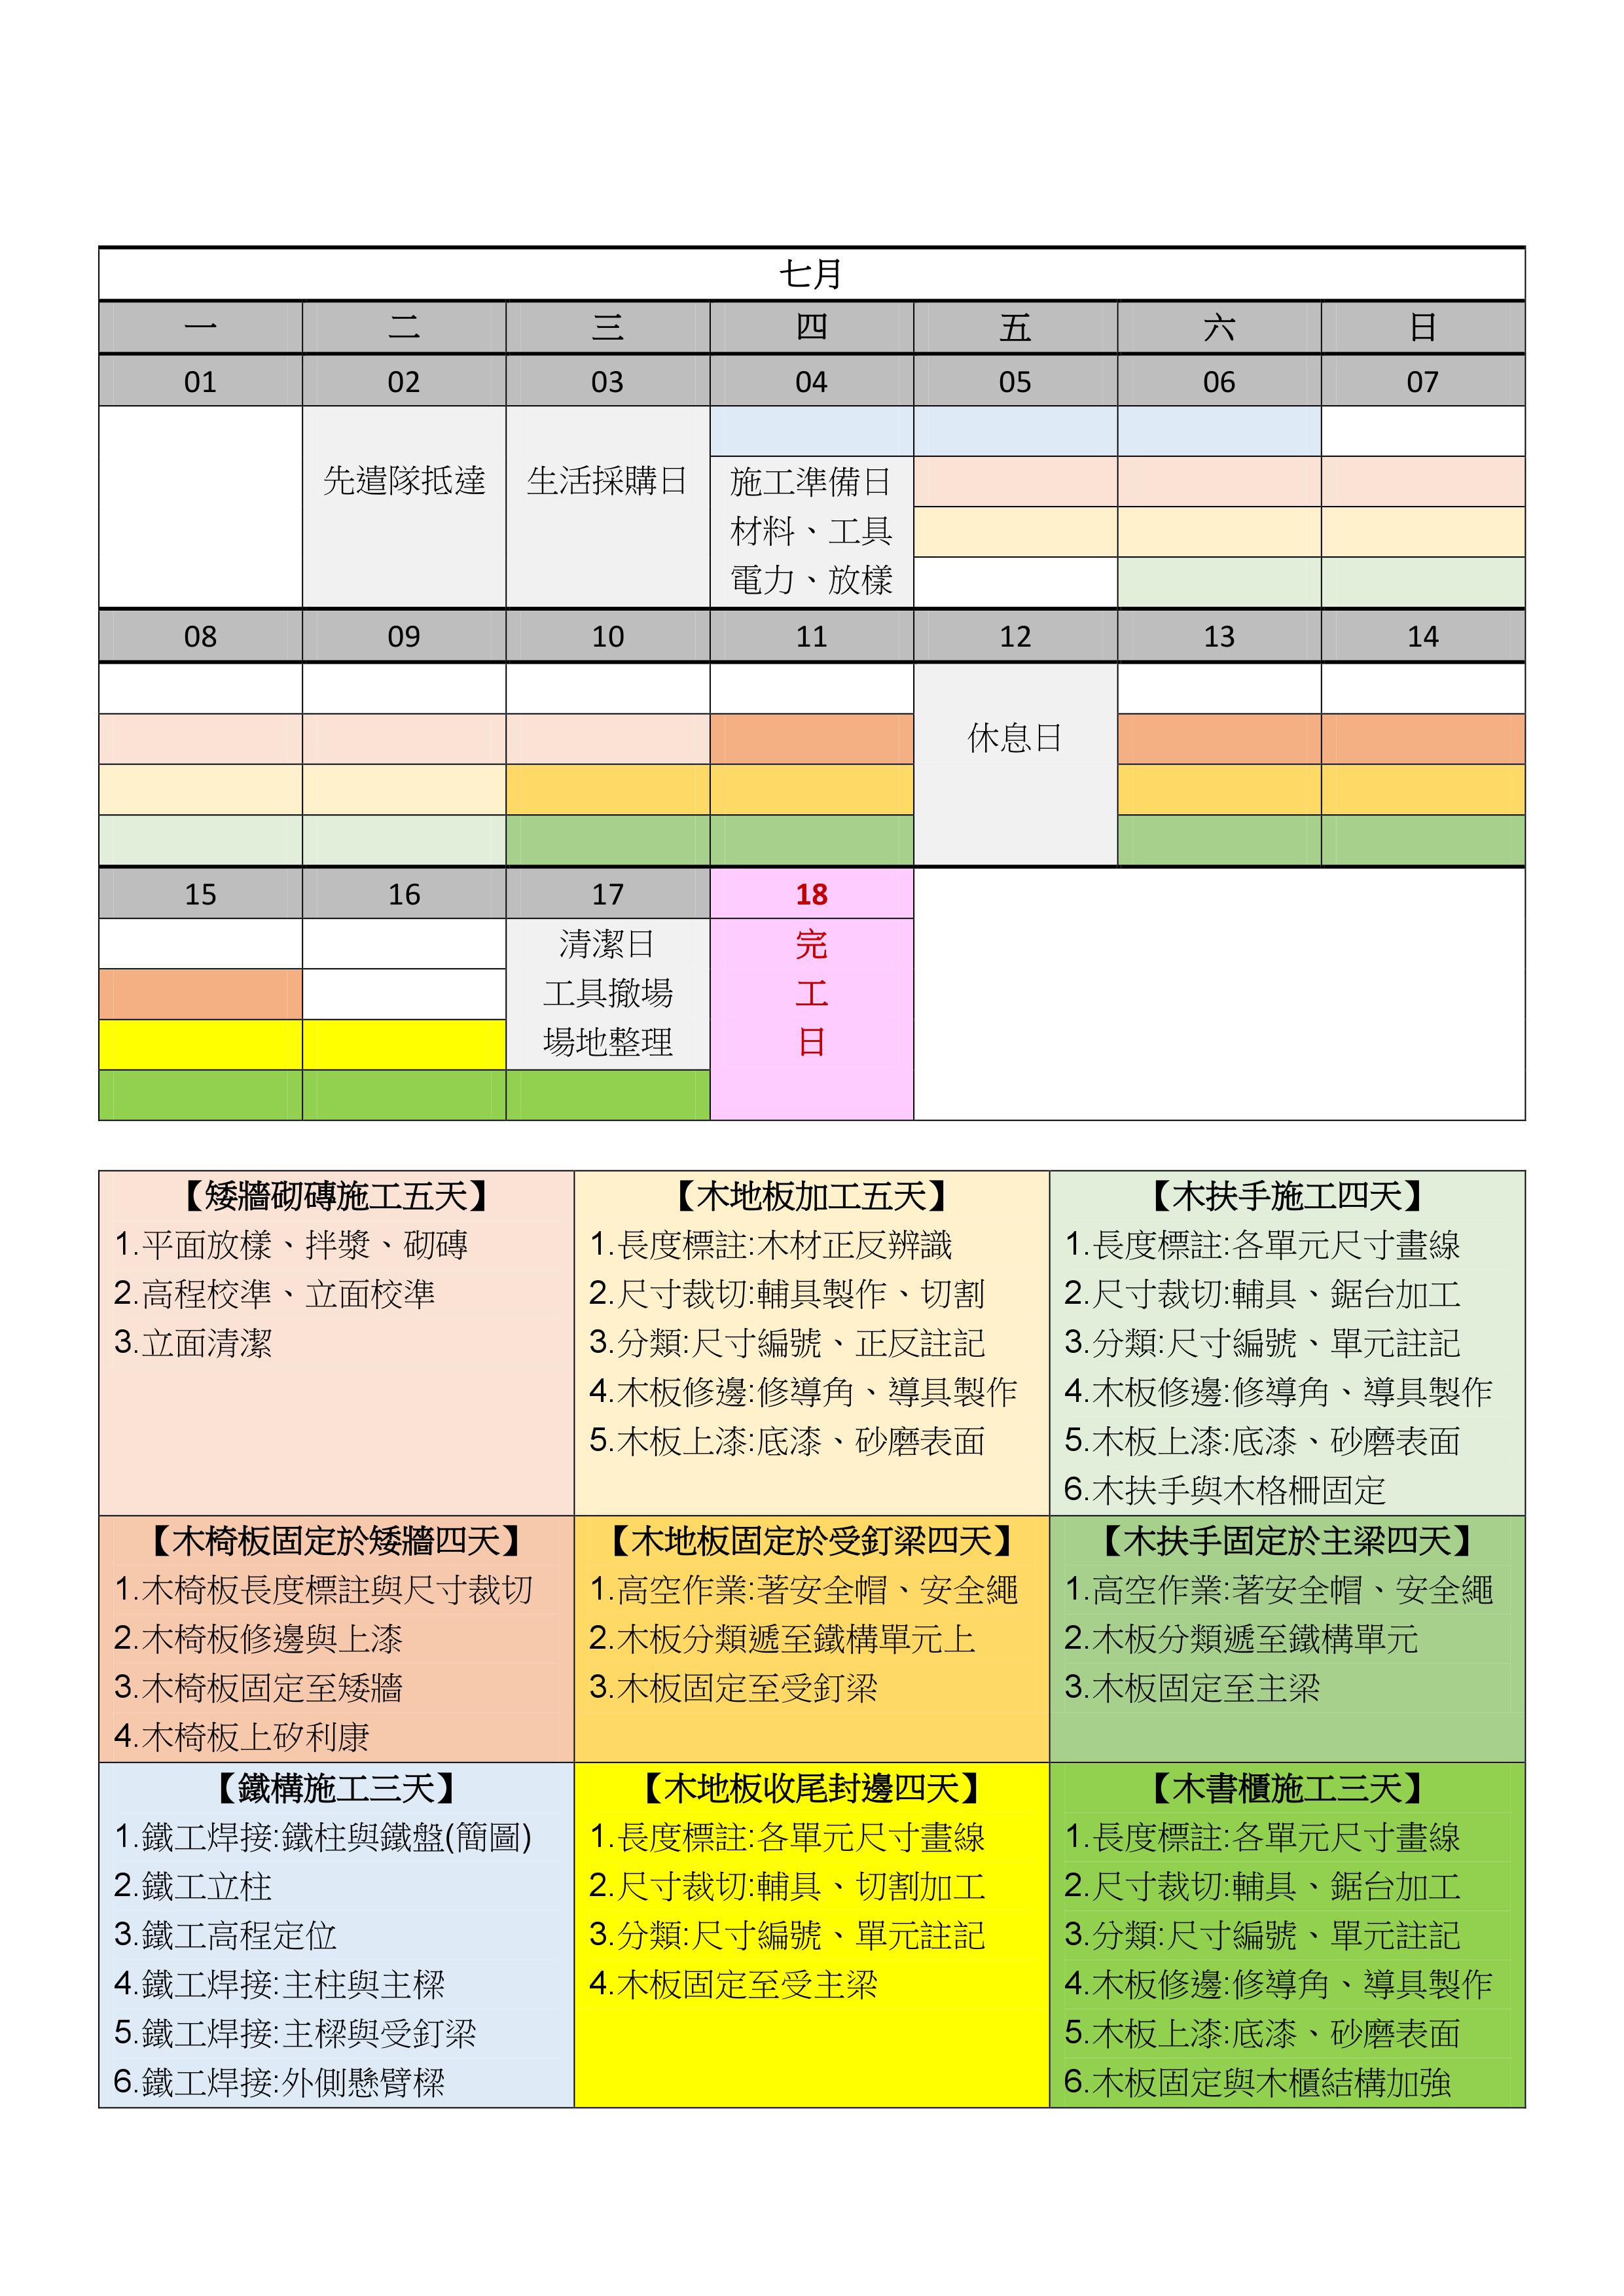 七月
一 二 三 四 五 六 日
01 02 03 04 05 06 07
先遣隊抵達 生活採購日 施工準備日
材料、工具
電力、放樣
08 09 10 11 12 13 14
休息日
15 16 17 18
清潔日 完
工具撤場 工
場地整理 日
【矮牆砌磚施工五天】
1.平面放樣、拌漿、砌磚
2.高程校準、立面校準
3.立面清潔
【木地板加工五天】
1.長度標註:木材正反辨識
2.尺寸裁切:輔具製作、切割
3.分類:尺寸編號、正反註記
4.木板修邊:修導角、導具製作
5.木板上漆:底漆、砂磨表面
【木扶手施工四天】
1.長度標註:各單元尺寸畫線
2.尺寸裁切:輔具、鋸台加工
3.分類:尺寸編號、單元註記
4.木板修邊:修導角、導具製作
5.木板上漆:底漆、砂磨表面
6.木扶手與木格柵固定
【木椅板固定於矮牆四天】
1.木椅板長度標註與尺寸裁切
2.木椅板修邊與上漆
3.木椅板固定至矮牆
4.木椅板上矽利康
【木地板固定於受釘梁四天】
1.高空作業:著安全帽、安全繩
2.木板分類遞至鐵構單元上
3.木板固定至受釘梁
【木扶手固定於主梁四天】
1.高空作業:著安全帽、安全繩
2.木板分類遞至鐵構單元
3.木板固定至主梁
【鐵構施工三天】
1.鐵工焊接:鐵柱與鐵盤(簡圖)
2.鐵工立柱
3.鐵工高程定位
4.鐵工焊接:主柱與主樑
5.鐵工焊接:主樑與受釘梁
6.鐵工焊接:外側懸臂樑
【木地板收尾封邊四天】
1.長度標註:各單元尺寸畫線
2.尺寸裁切:輔具、切割加工
3.分類:尺寸編號、單元註記
4.木板固定至受主梁
【木書櫃施工三天】
1.長度標註:各單元尺寸畫線
2.尺寸裁切:輔具、鋸台加工
3.分類:尺寸編號、單元註記
4.木板修邊:修導角、導具製作
5.木板上漆:底漆、砂磨表面
6.木板固定與木櫃結構加強